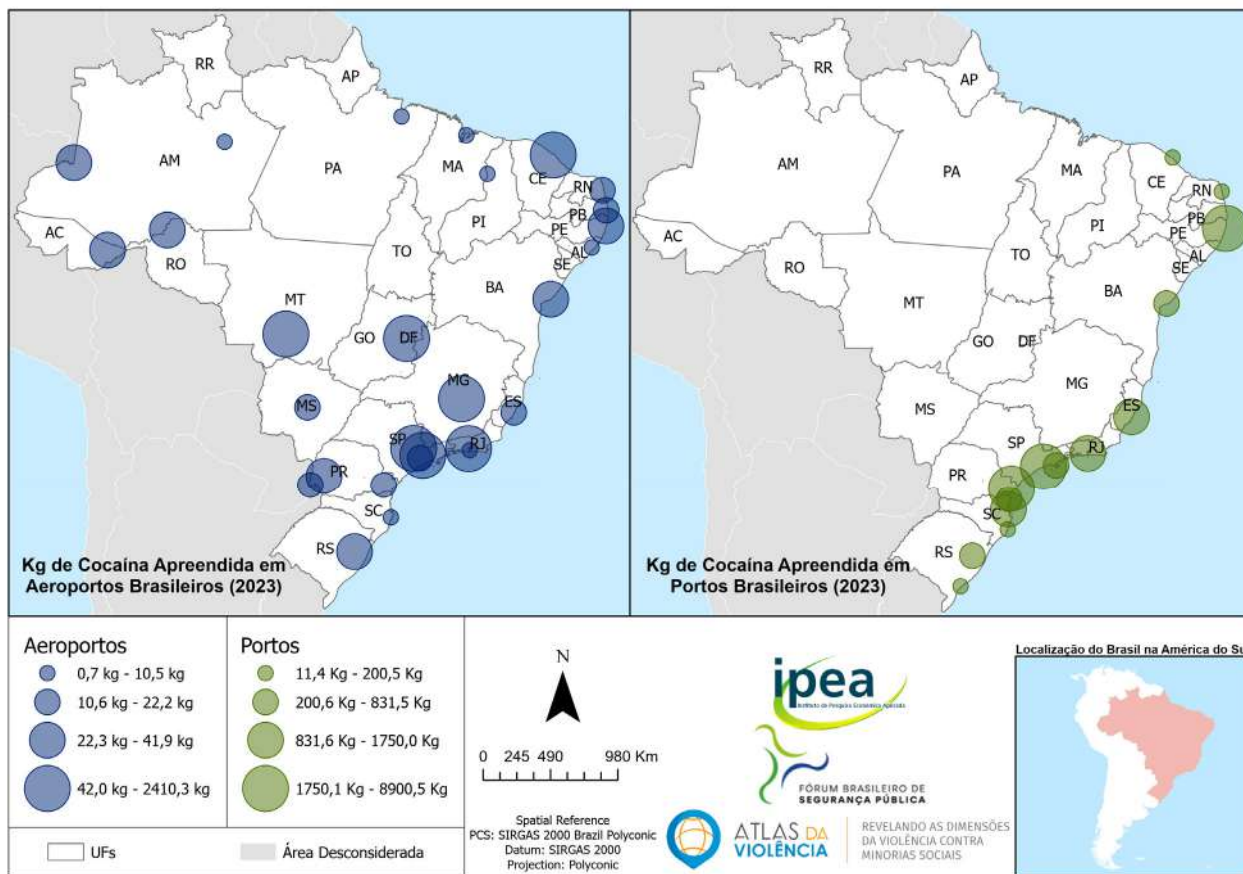 RR
AP
AM
PA
MA
CE
RN
PB
PE
AL
SE
PI
AC
RO
TO
BA
MT
GO
DF
MG
MS
ES
SP
RJ
PR
SC
RS
Kg de Cocaína Apreendida em
Aeroportos Brasileiros (2023)
RR
AP
AM
PA
MA
CE
RN
PB
PE
AL
SE
PI
AC
RO
TO
BA
MT
GO
DF
MG
MS
ES
SP
RJ
PR
SC
RS
Kg de Cocaína Apreendida em
Portos Brasileiros (2023)
Aeroportos
0,7 kg - 10,5 kg
10,6 kg - 22,2 kg
22,3 kg - 41,9 kg
42,0 kg - 2410,3 kg
Portos
11,4 Kg - 200,5 Kg
200,6 Kg - 831,5 Kg
831,6 Kg - 1750,0 Kg
1750,1 Kg - 8900,5 Kg
UFs
Área Desconsiderada
N
0 245 490 980 Km
Spatial Reference
PCS: SIRGAS 2000 Brazil Polyconic
Datum: SIRGAS 2000
Projection: Polyconic
ipea
Instituto de Pesquisa Econômica Aplicada
FÓRUM BRASILEIRO DE
SEGURANÇA PÚBLICA
ATLAS DA
VIOLÊNCIA
REVELANDO AS DIMENSÕES
DA VIOLÊNCIA CONTRA
MINORIAS SOCIAIS
Localização do Brasil na América do Su